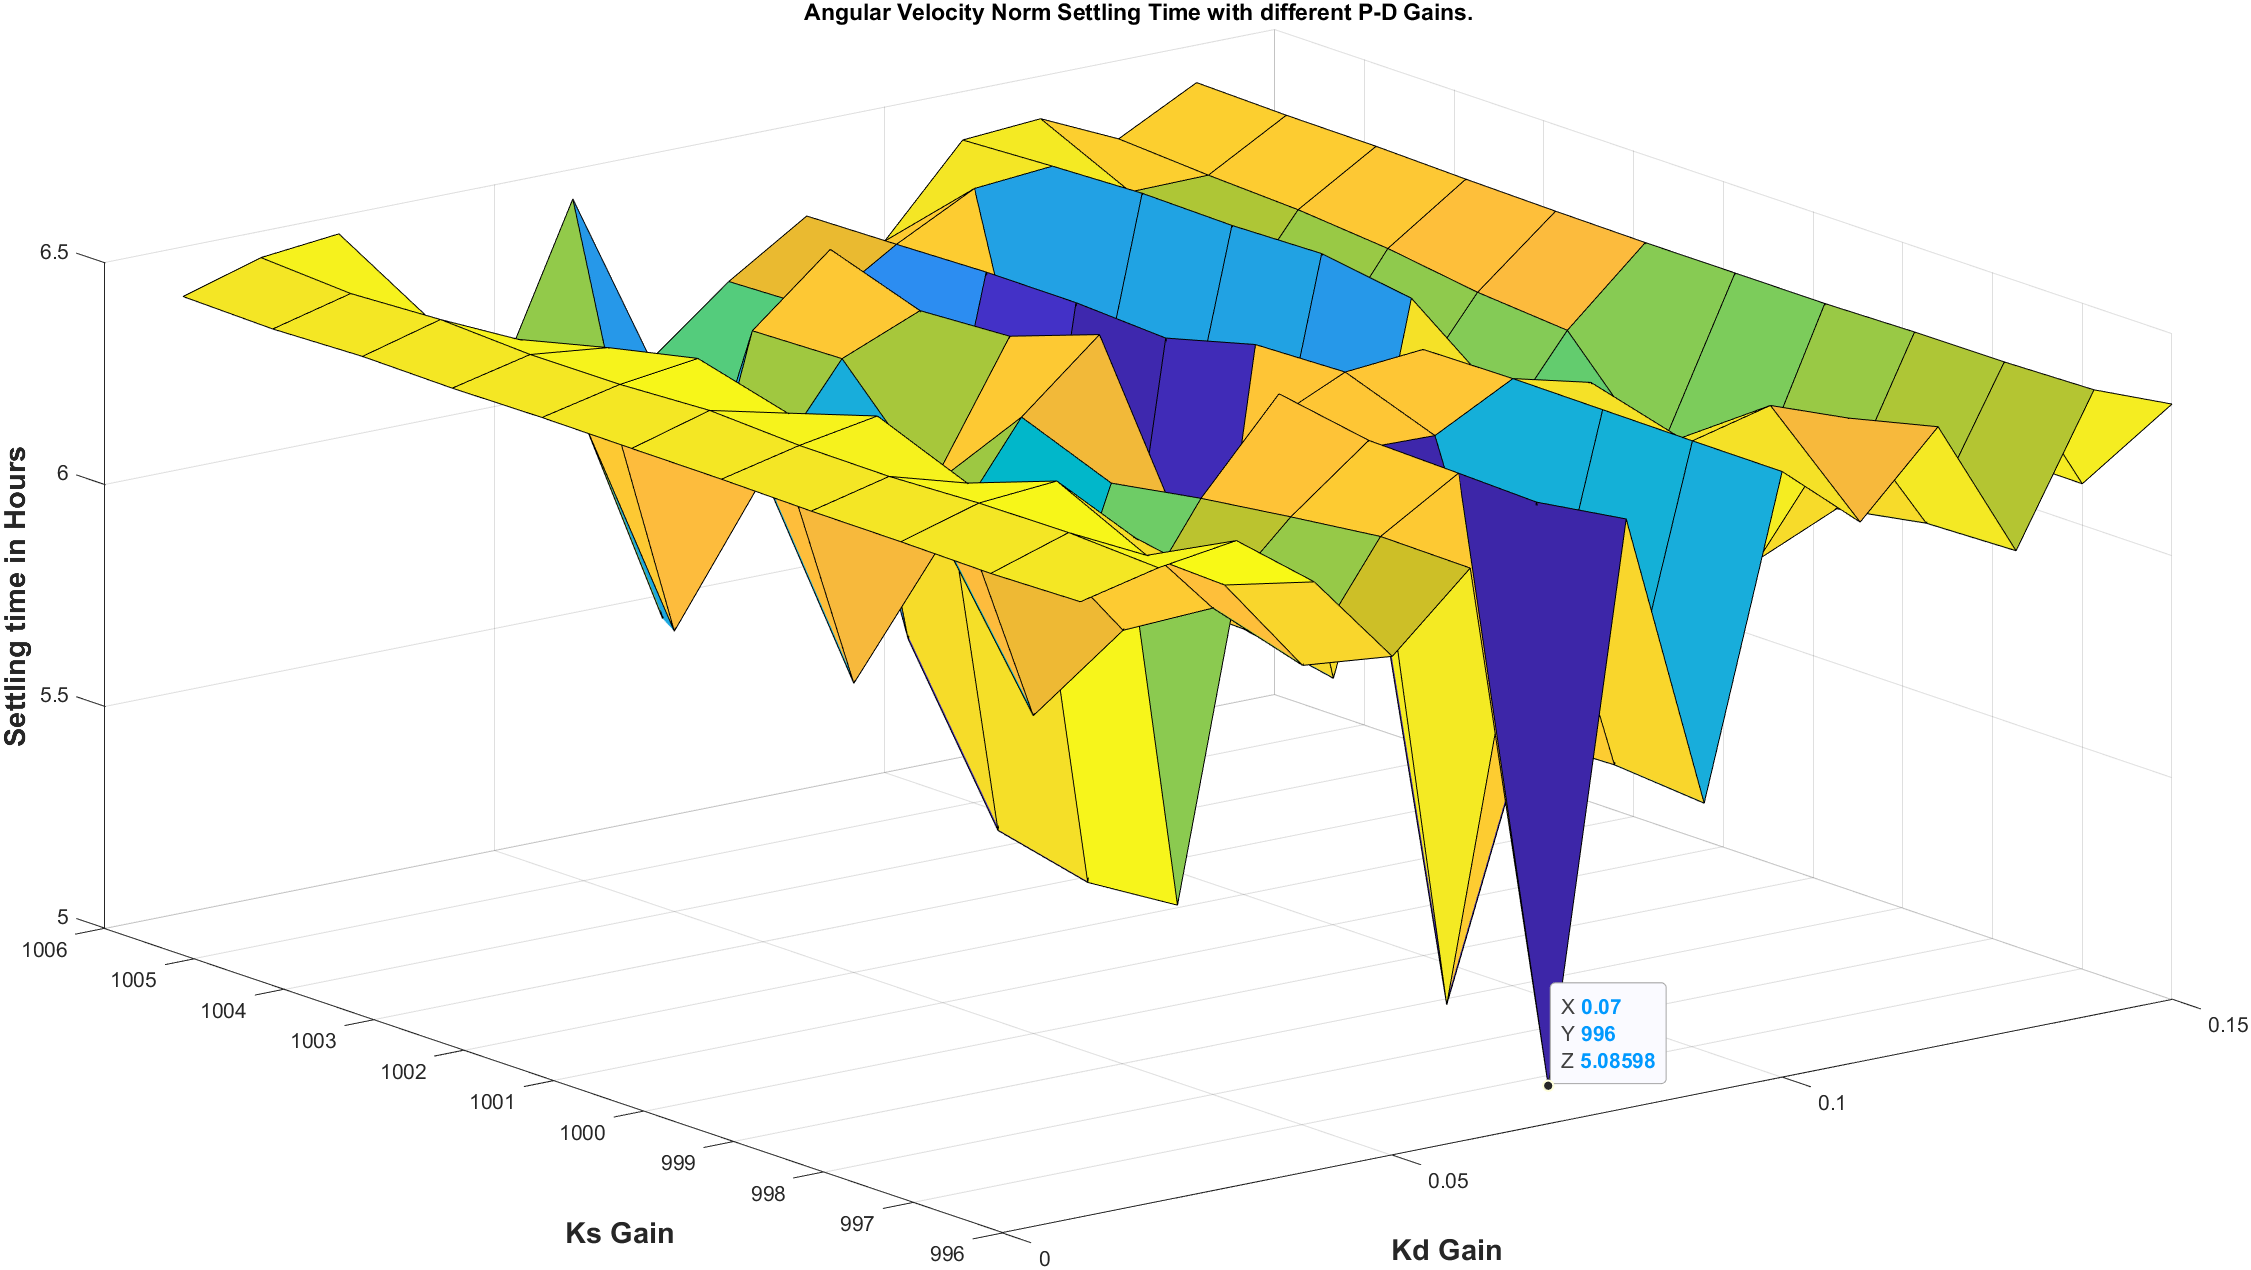 Angular Velocity Norm Settling Time with different P-D Gains.
Settling time in Hours
6.5
6
5.5
5
1006
1005
1004
1003
1002
1001
1000
999
998
997
996
Ks Gain
0
0.05
0.1
0.15
Kd Gain
X 0.07
Y 996
Z 5.08598